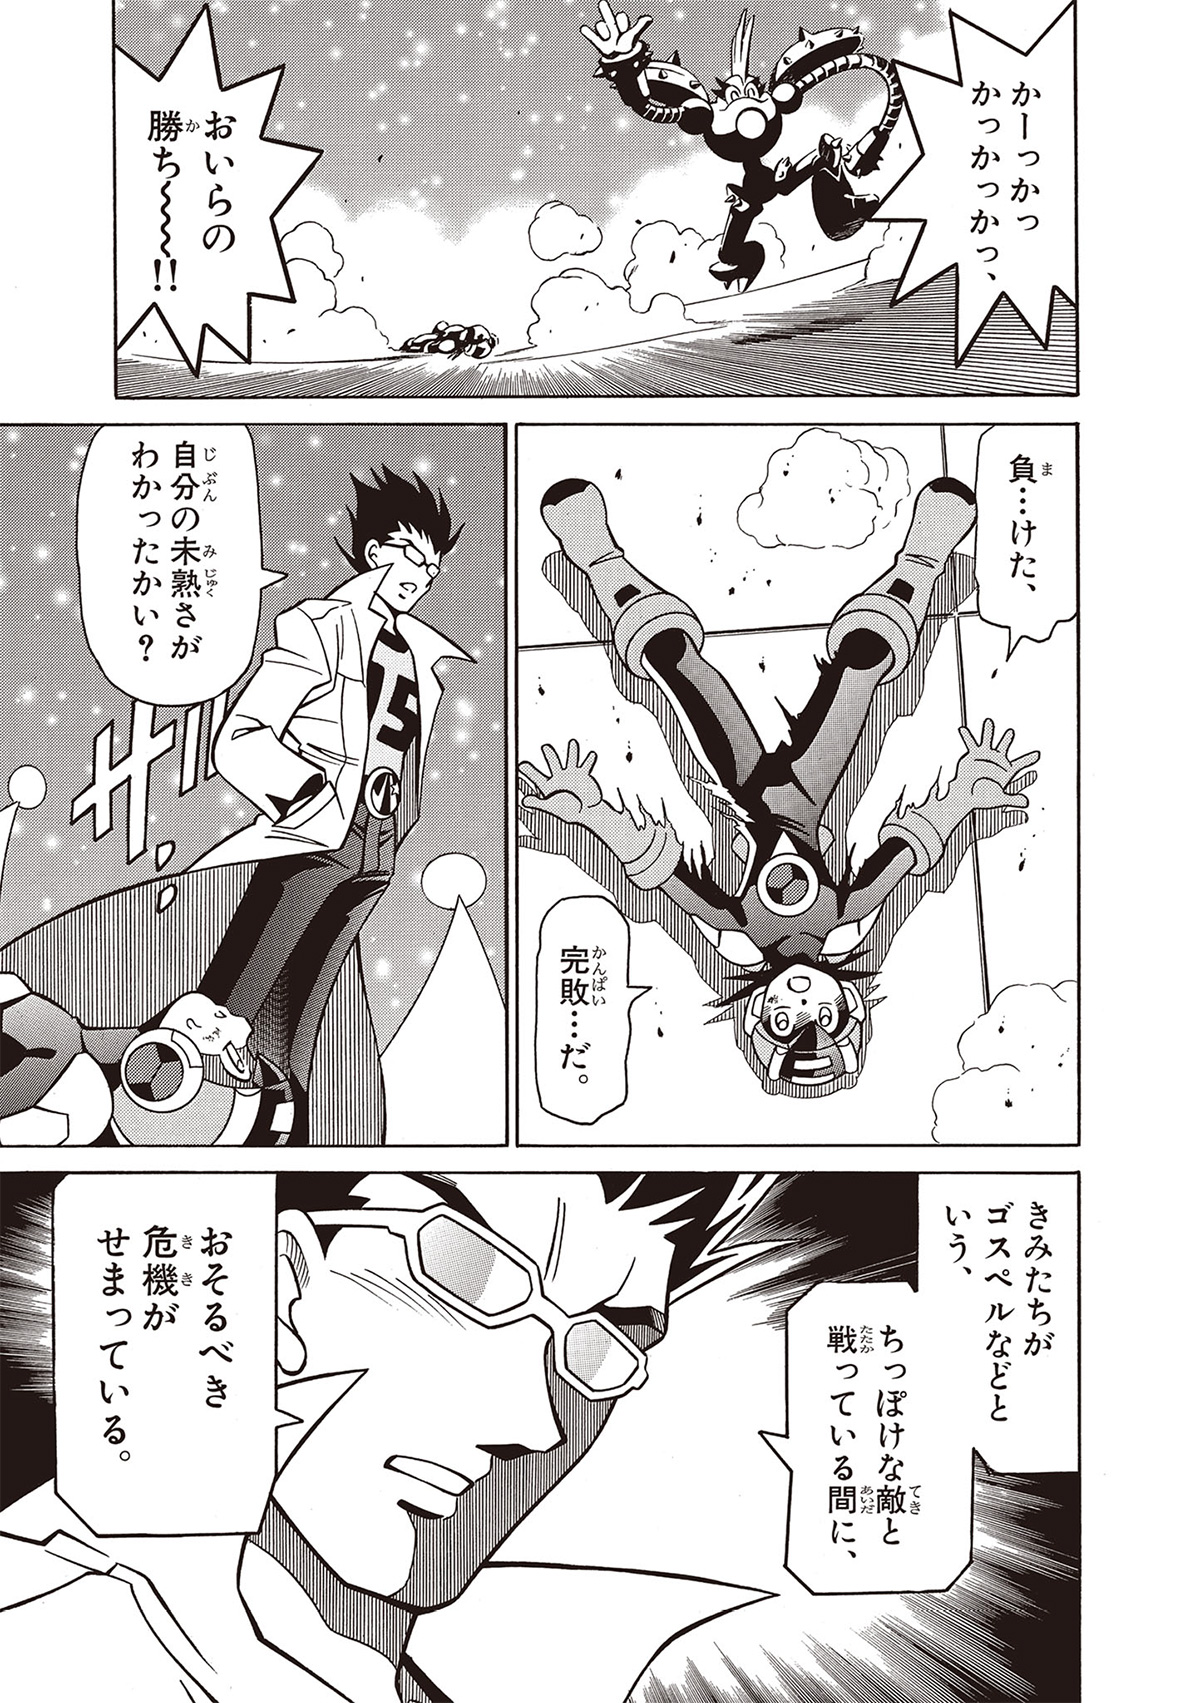 かーっかっ
かっかっかっ、
おいらの
勝ち〜〜〜!!
負…けた、
完敗…だ。
自分の未熟さが
わかったかい?
ザッ
TS
きみたちが
ゴスペルなどと
いう、
ちっぽけな敵と
戦っている間に、
おそるべき
危機が
せまっている。